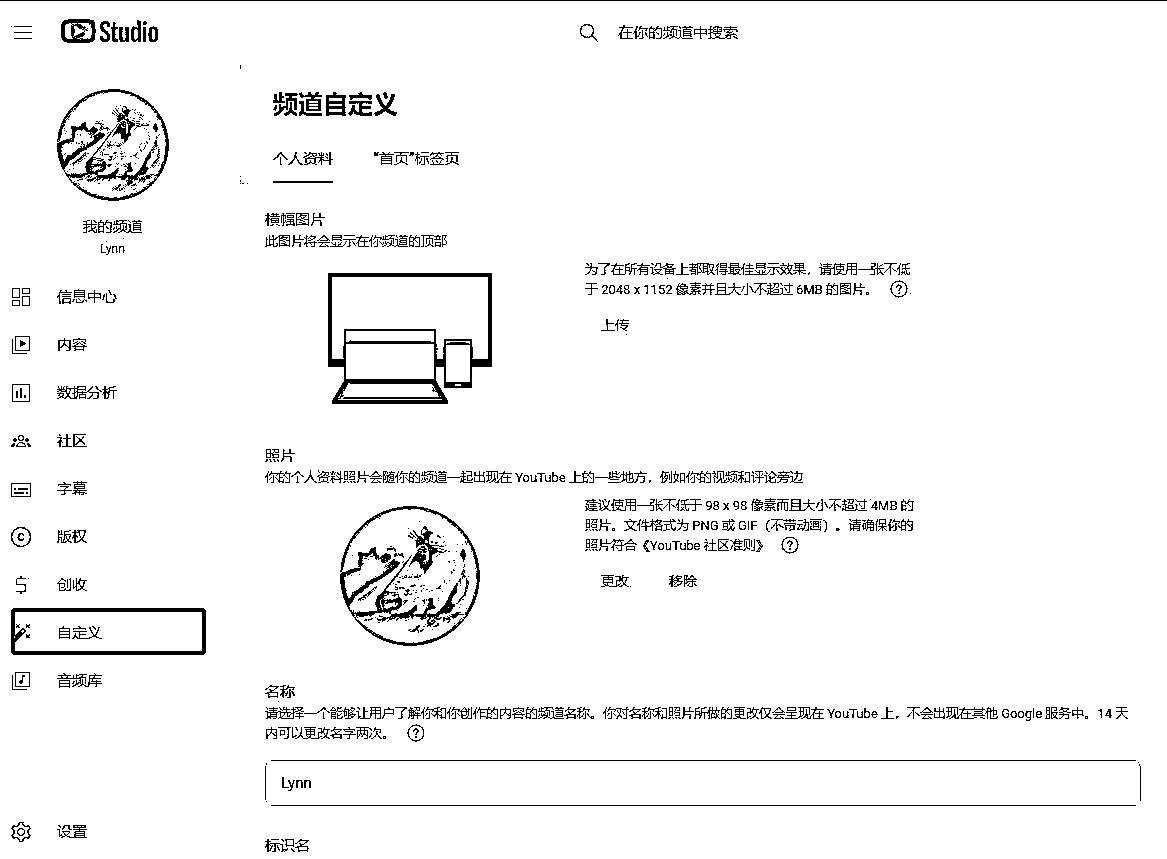 Studio
在你的频道中搜索
我的频道
Lynn
信息中心
内容
数据分析
社区
字幕
版权
创收
自定义
音频库
设置
频道自定义
个人资料
“首页”标签页
横幅图片
此图片将会显示在你频道的顶部
为了在所有设备上都取得最佳显示效果，请使用一张不低
于 2048 x 1152 像素并且大小不超过 6MB 的图片。
上传
照片
你的个人资料照片会随你的频道一起出现在 YouTube 上的一些地方，例如你的视频和评论旁边
建议使用一张不低于 98 x 98 像素而且大小不超过 4MB 的
照片。文件格式为 PNG 或 GIF（不带动画）。请确保你的
照片符合《YouTube 社区准则》
更改
移除
名称
请选择一个能够让用户了解你和你创作的内容的频道名称。你对名称和照片所做的更改仅会呈现在 YouTube 上，不会出现在其他 Google 服务中。14 天
内可以更改名字两次。
Lynn
标识名